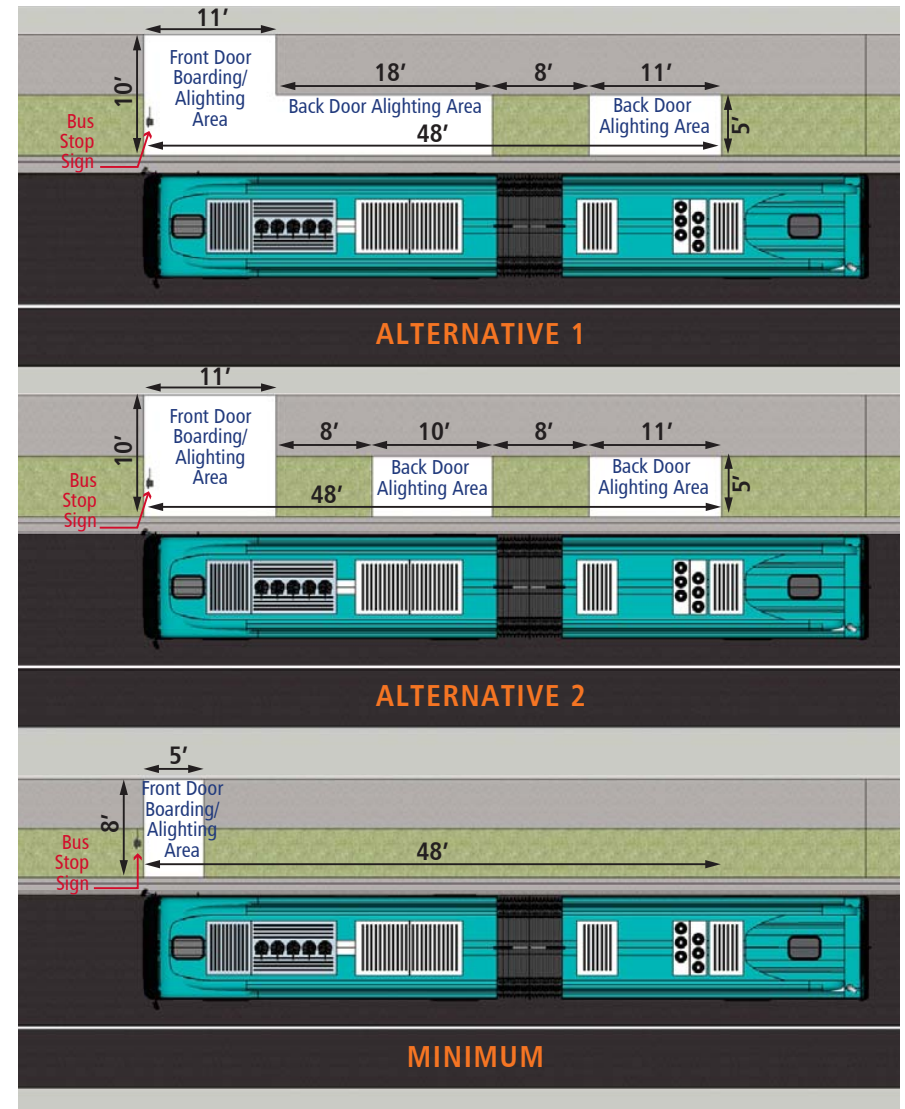 11′
Front Door
Boarding/
Alighting
Area
10′
18′
8′
11′
Back Door Alighting Area
Back Door
Alighting Area
5′
Bus
Stop
Sign
48′
ALTERNATIVE 1
11′
Front Door
Boarding/
Alighting
Area
10′
8′
10′
8′
11′
Back Door
Alighting Area
Back Door
Alighting Area
5′
Bus
Stop
Sign
48′
ALTERNATIVE 2
5′
Front Door
Boarding/
Alighting
Area
8′
Bus
Stop
Sign
48′
MINIMUM